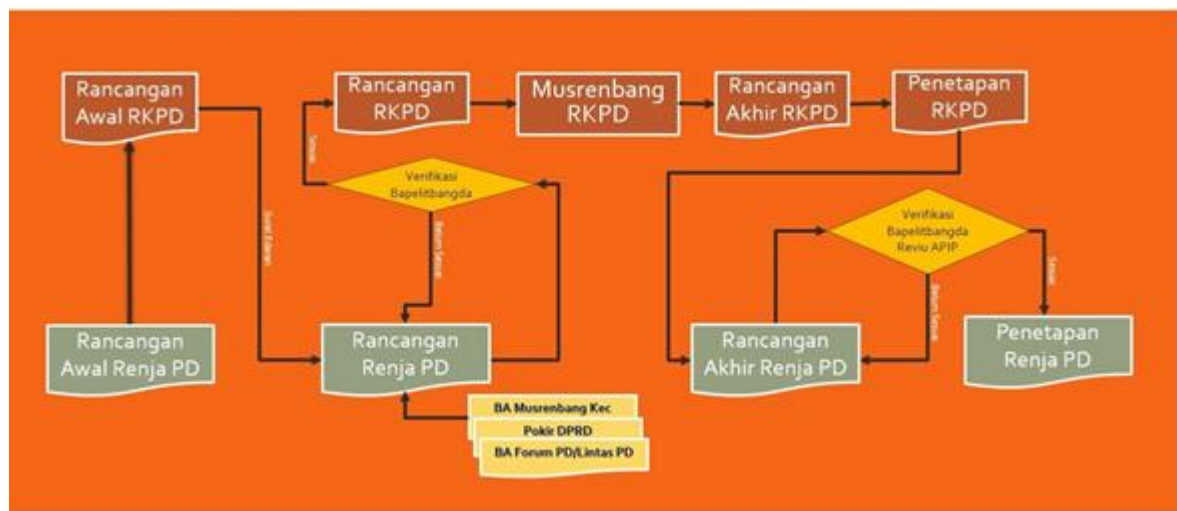 Rancangan
Awal RKPD
Rancangan
RKPD
Musrenbang
RKPD
Rancangan
Akhir RKPD
Penetapan
RKPD
Sesuai
Verifikasi
Bapelitbangda
Surat Edaran
Belum Sesuai
Verifikasi
Bapelitbangda
Reviu APIP
Sesuai
Belum Sesuai
Rancangan
Awal Renja PD
Rancangan
Renja PD
Rancangan
Akhir Renja PD
Penetapan
Renja PD
BA Musrenbang Kec
Pokir DPRD
BA Forum PD/Lintas PD